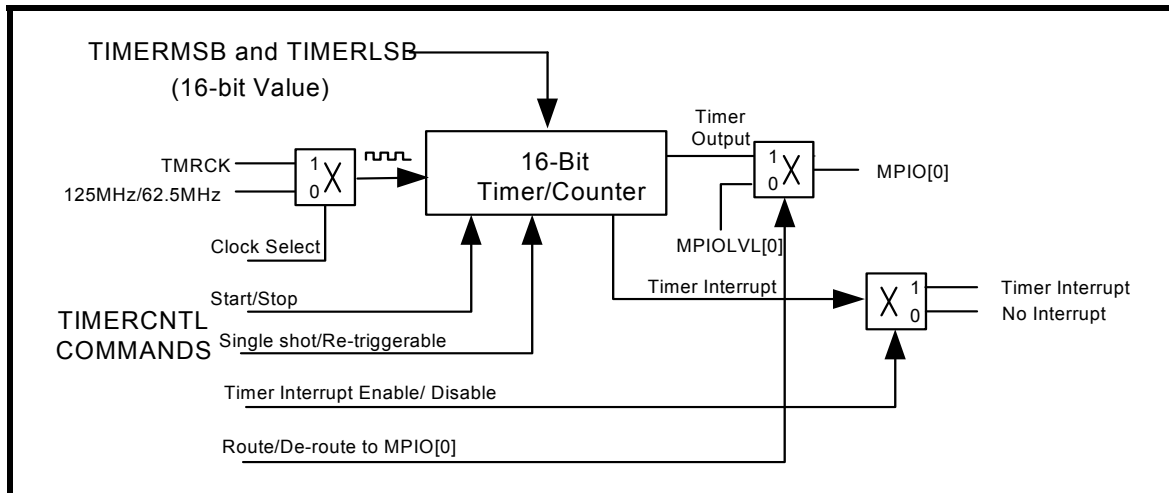 TIMERMSB and TIMERLSB
(16-bit Value)
Timer
Output
16-Bit
Timer/Counter
TMRCK
125MHz/62.5MHz
1
0
X
1
0
X
MPIO[0]
MPIOLVL[0]
Clock Select
Timer Interrupt
X
1
0
Timer Interrupt
No Interrupt
Start/Stop
TIMERCNTL
COMMANDS
Single shot/Re-triggerable
Timer Interrupt Enable/ Disable
Route/De-route to MPIO[0]